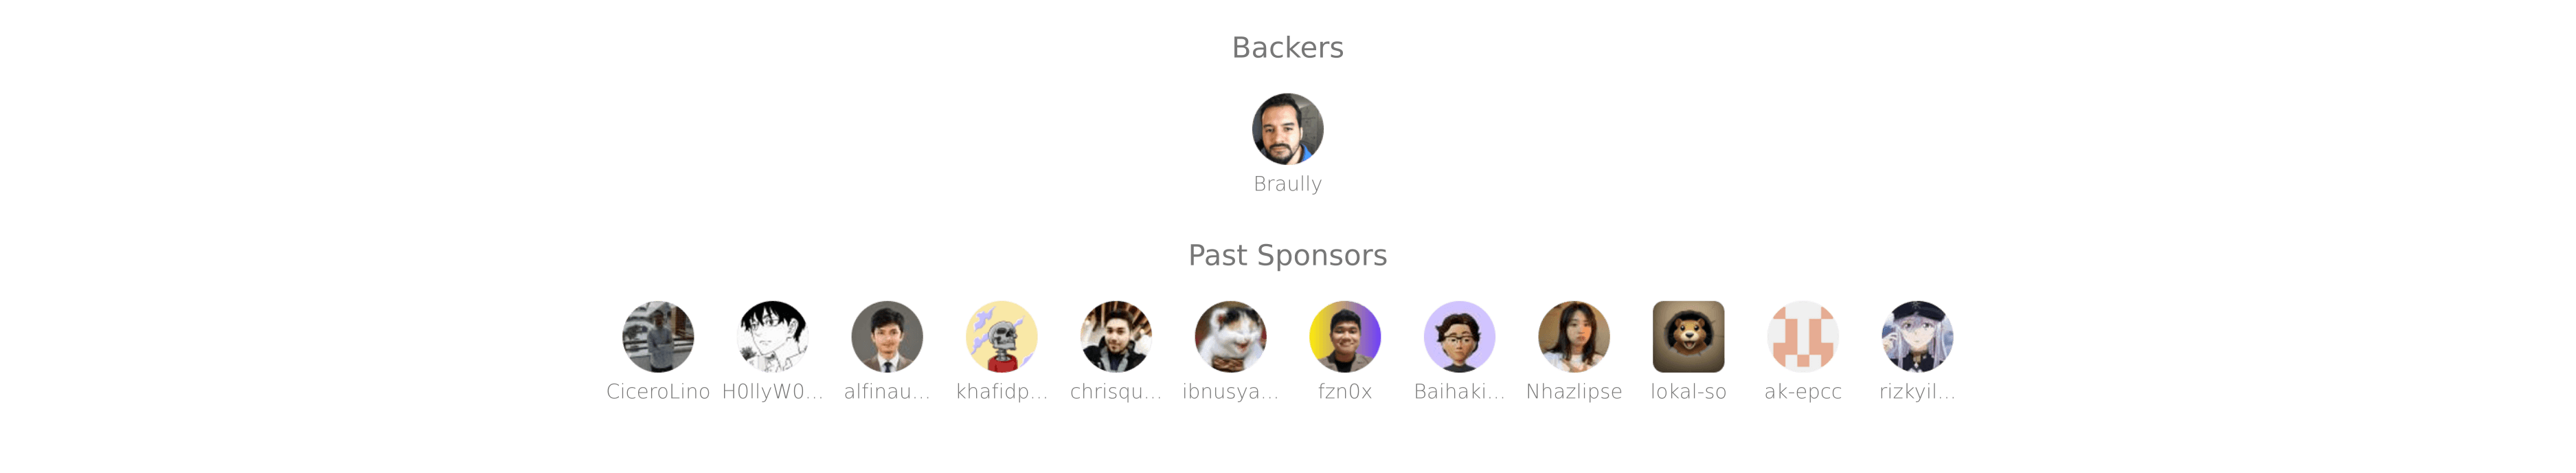 Backers
Braully
Past Sponsors
CiceroLino H0llyW0... alfinau... khafidp... chrisqu... ibnusya... fzn0x Baihaki... Nhazlipse lokal-so ak-epcc rizkyil...